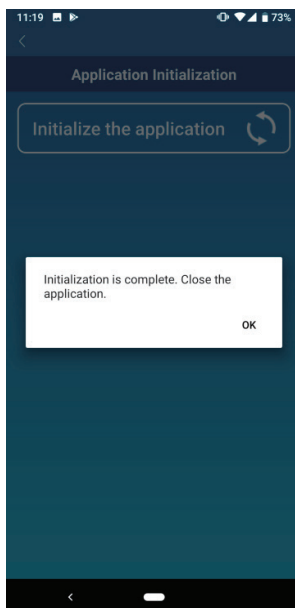 11:19 73%
Application Initialization
Initialize the application
Initialization is complete. Close the
application.
OK